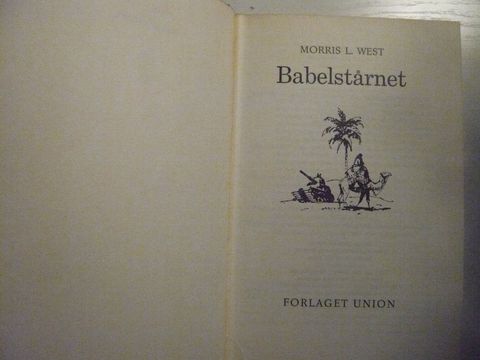 MORRIS L. WEST
Babelstårnet
FORLAGET UNION